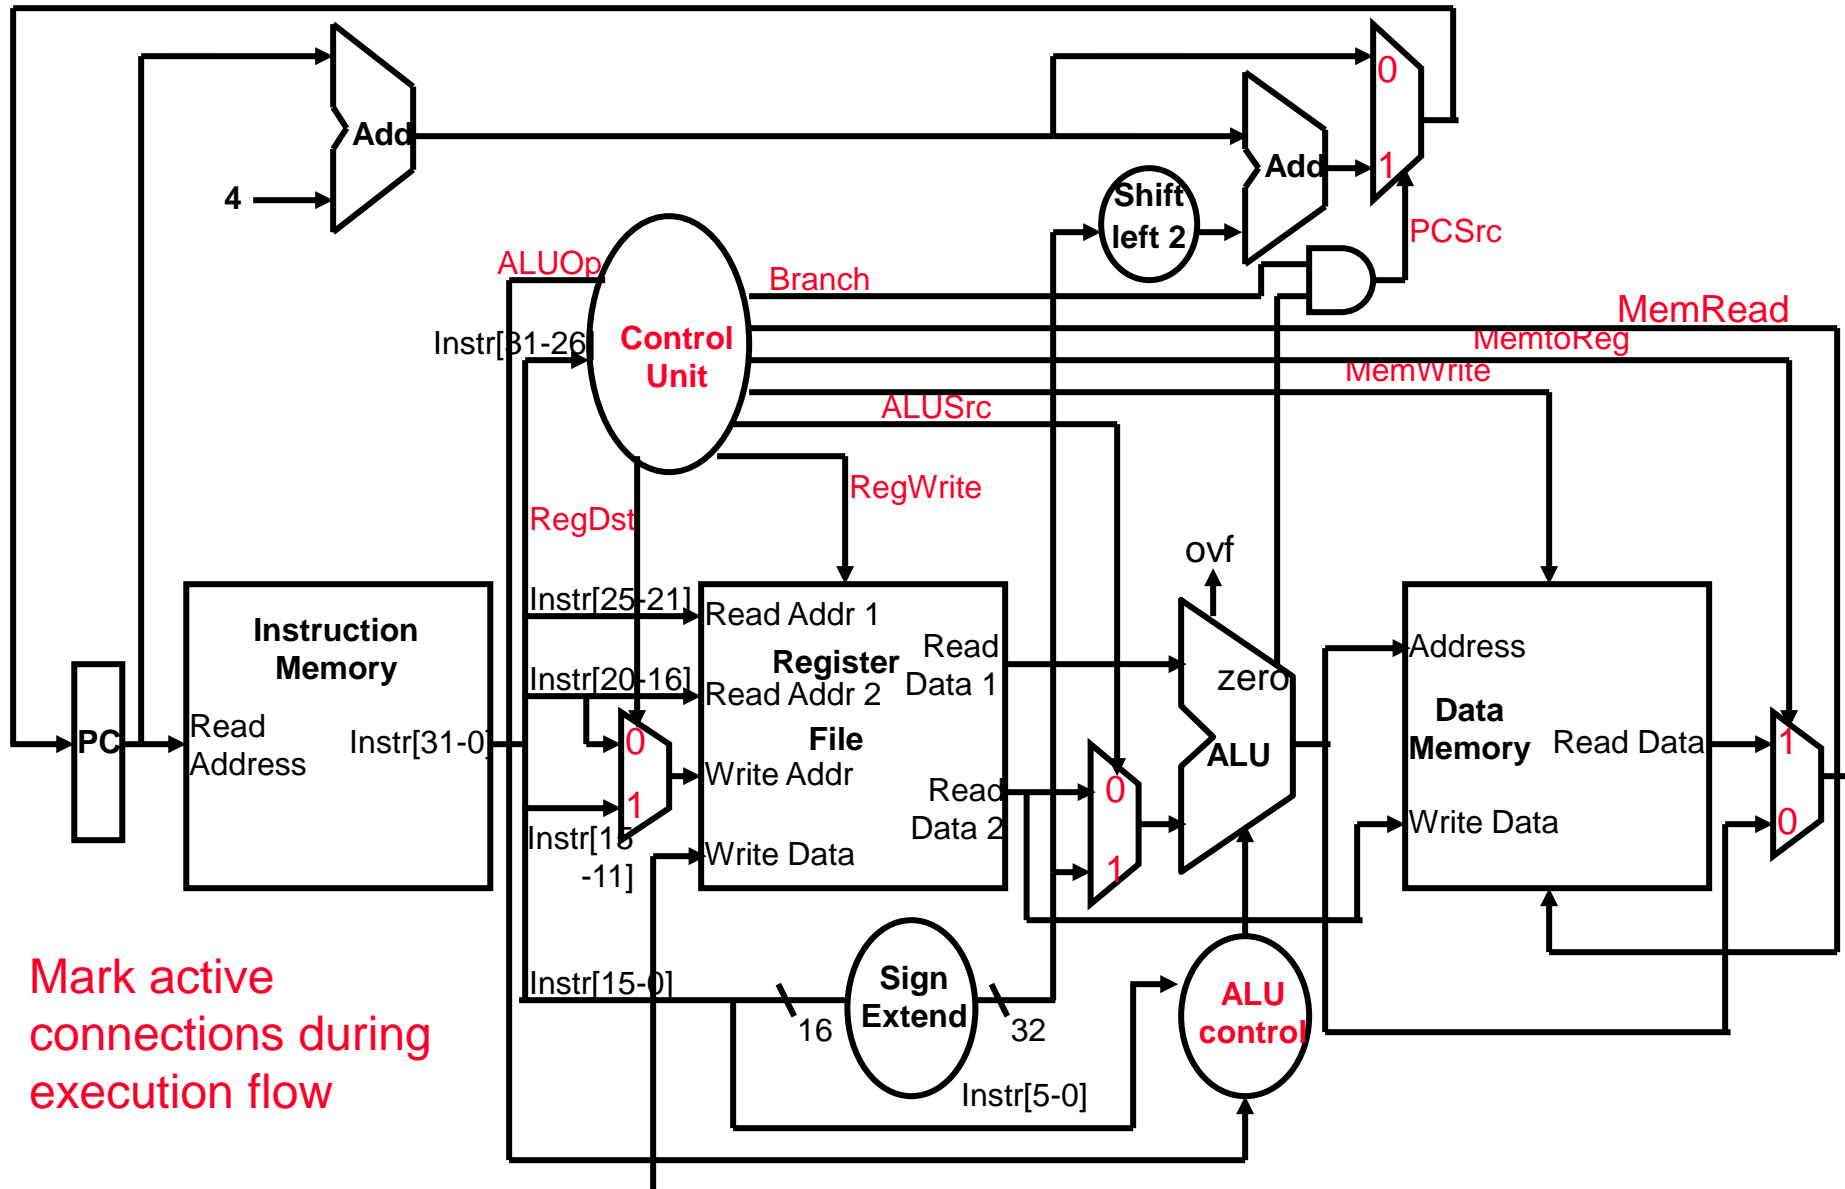 Add
4
Add
0
1
Shift
left 2
PCSrc
ALUOp
Branch
MemRead
Instr[31-26]
Control
Unit
MemtoReg
MemWrite
ALUSrc
RegWrite
RegDst
ovf
Instruction
Memory
Instr[25-21]
Read Addr 1
Register
Read
Data 1
Instr[20-16]
Read Addr 2
zero
Address
PC
Read
Address
Instr[31-0]
0
File
Write Addr
1
Instr[15
-11]
Write Data
Read
Data 2
0
1
ALU
Data
Memory
Read Data
Write Data
1
0
Mark active
connections during
execution flow
Instr[15-0]
16
Sign
Extend
32
ALU
control
Instr[5-0]